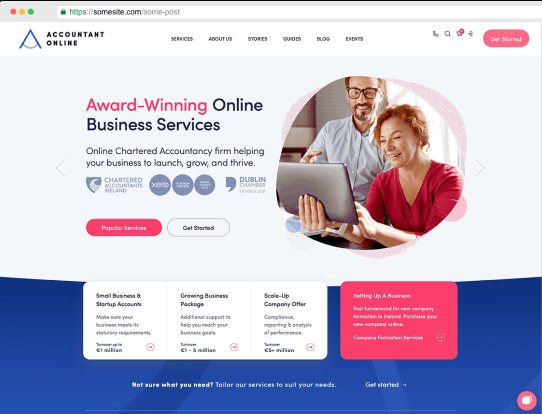 https://somesite.com/some-post
ACCOUNTANT
ONLINE
SERVICES ABOUT US STORIES GUIDES BLOG EVENTS
Get Started
Award-Winning Online
Business Services
Online Chartered Accountancy firm helping
your business to launch, grow, and thrive.
CHARTERED
ACCOUNTANTS
IRELAND
xero
DUBLIN
CHAMBER
MEMBER 2021
Popular Services
Get Started
Small Business &
Startup Accounts
Make sure your
business meets its
statutory requirements.
Turnover up to
€1 million
Growing Business
Package
Additional support to
help you reach your
business goals.
Turnover
€1 - 5 million
Scale-Up
Company Offer
Compliance,
reporting & analysis
of performance.
Turnover
€5+ million
Setting Up A Business
Fast turnaround for new company
formation in Ireland. Purchase your
new company online.
Company Formation Services
Not sure what you need? Tailor our services to suit your needs.
Get started →